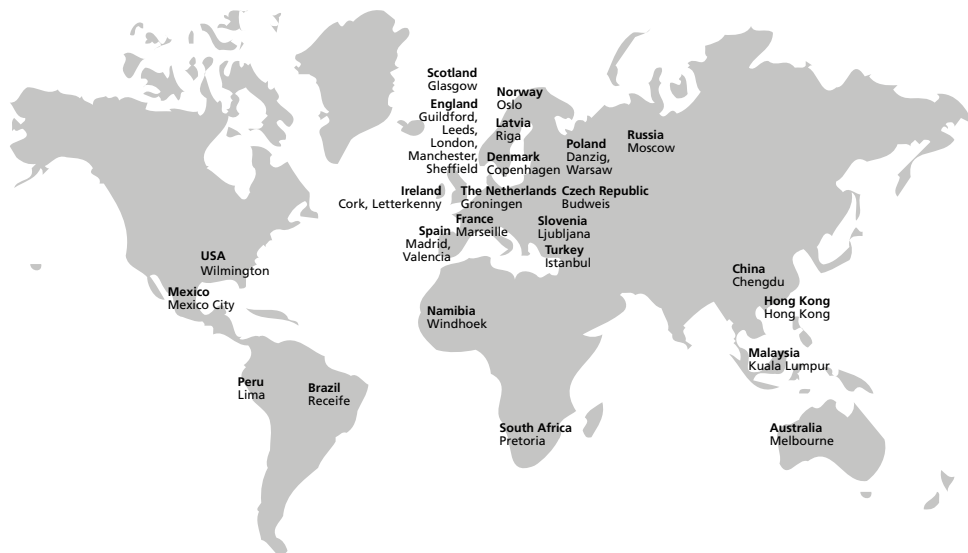 Scotland
Glasgow
England
Guildford,
Leeds,
London,
Manchester,
Sheffield
Norway
Oslo
Latvia
Riga
Denmark
Copenhagen
Poland
Danzig,
Warsaw
Russia
Moscow
Ireland
Cork, Letterkenny
The Netherlands
Groningen
Czech Republic
Budweis
France
Marseille
Spain
Madrid,
Valencia
Slovenia
Ljubljana
Turkey
Istanbul
USA
Wilmington
Mexico
Mexico City
China
Chengdu
Hong Kong
Hong Kong
Namibia
Windhoek
Malaysia
Kuala Lumpur
Peru
Lima
Brazil
Receife
South Africa
Pretoria
Australia
Melbourne